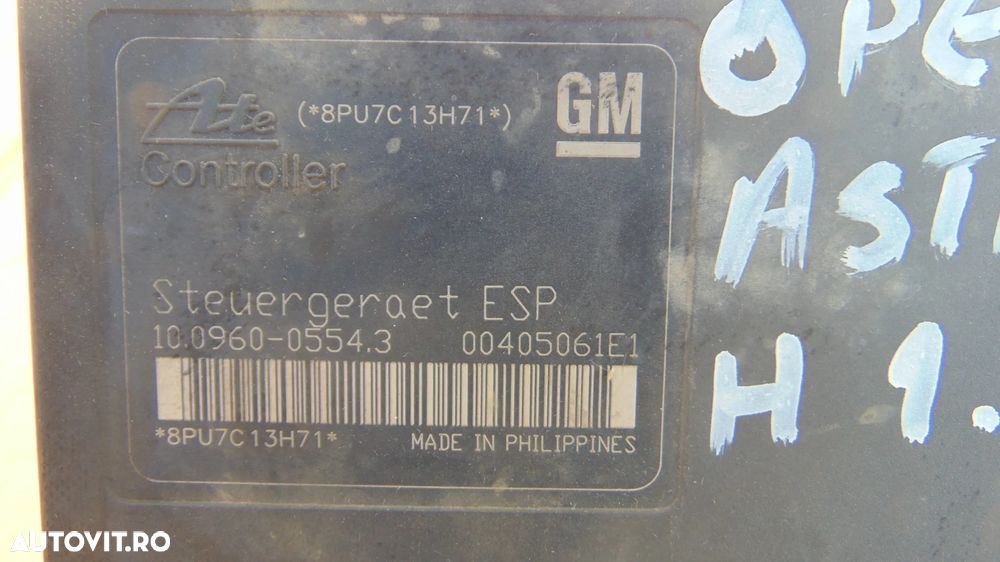 Ate (*8PU7C13H71*) GM
Controller
Steuergeraet ESP
10.0960-0554.3 00405061E1
*8PU7C13H71* MADE IN PHILIPPINES
OPE
AST
H 1.
AUTOVIT.RO